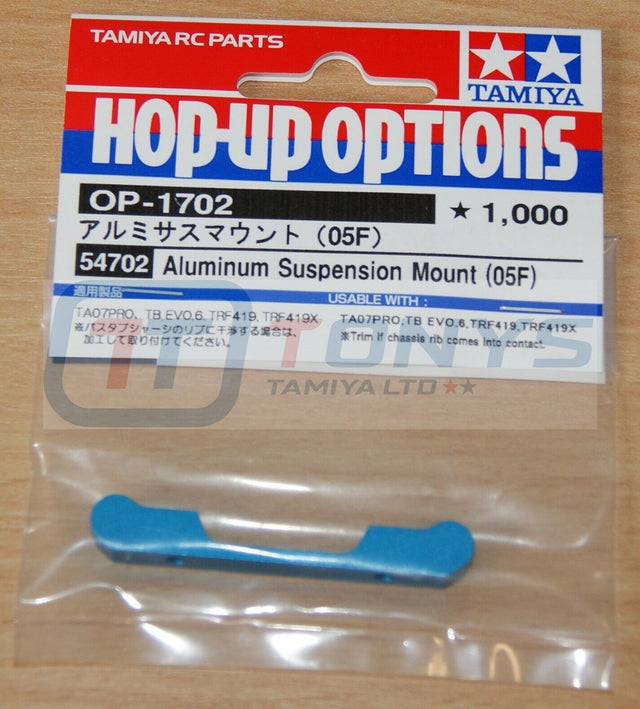 TAMIYA RC PARTS
TAMIYA
HOP-UP OPTIONS
OP-1702
★ 1,000
アルミサスマウント（05F）
54702 Aluminum Suspension Mount (05F)
適用製品
USABLE WITH :
TA07PRO, TB EVO.6, TRF419, TRF419X
※バスタブシャーシのリブに干渉する場合は、
加工して取り付けてください。
TA07PRO, TB EVO.6, TRF419, TRF419X
※Trim if chassis rib comes into contact.
TONYS
TAMIYA LTD ★★